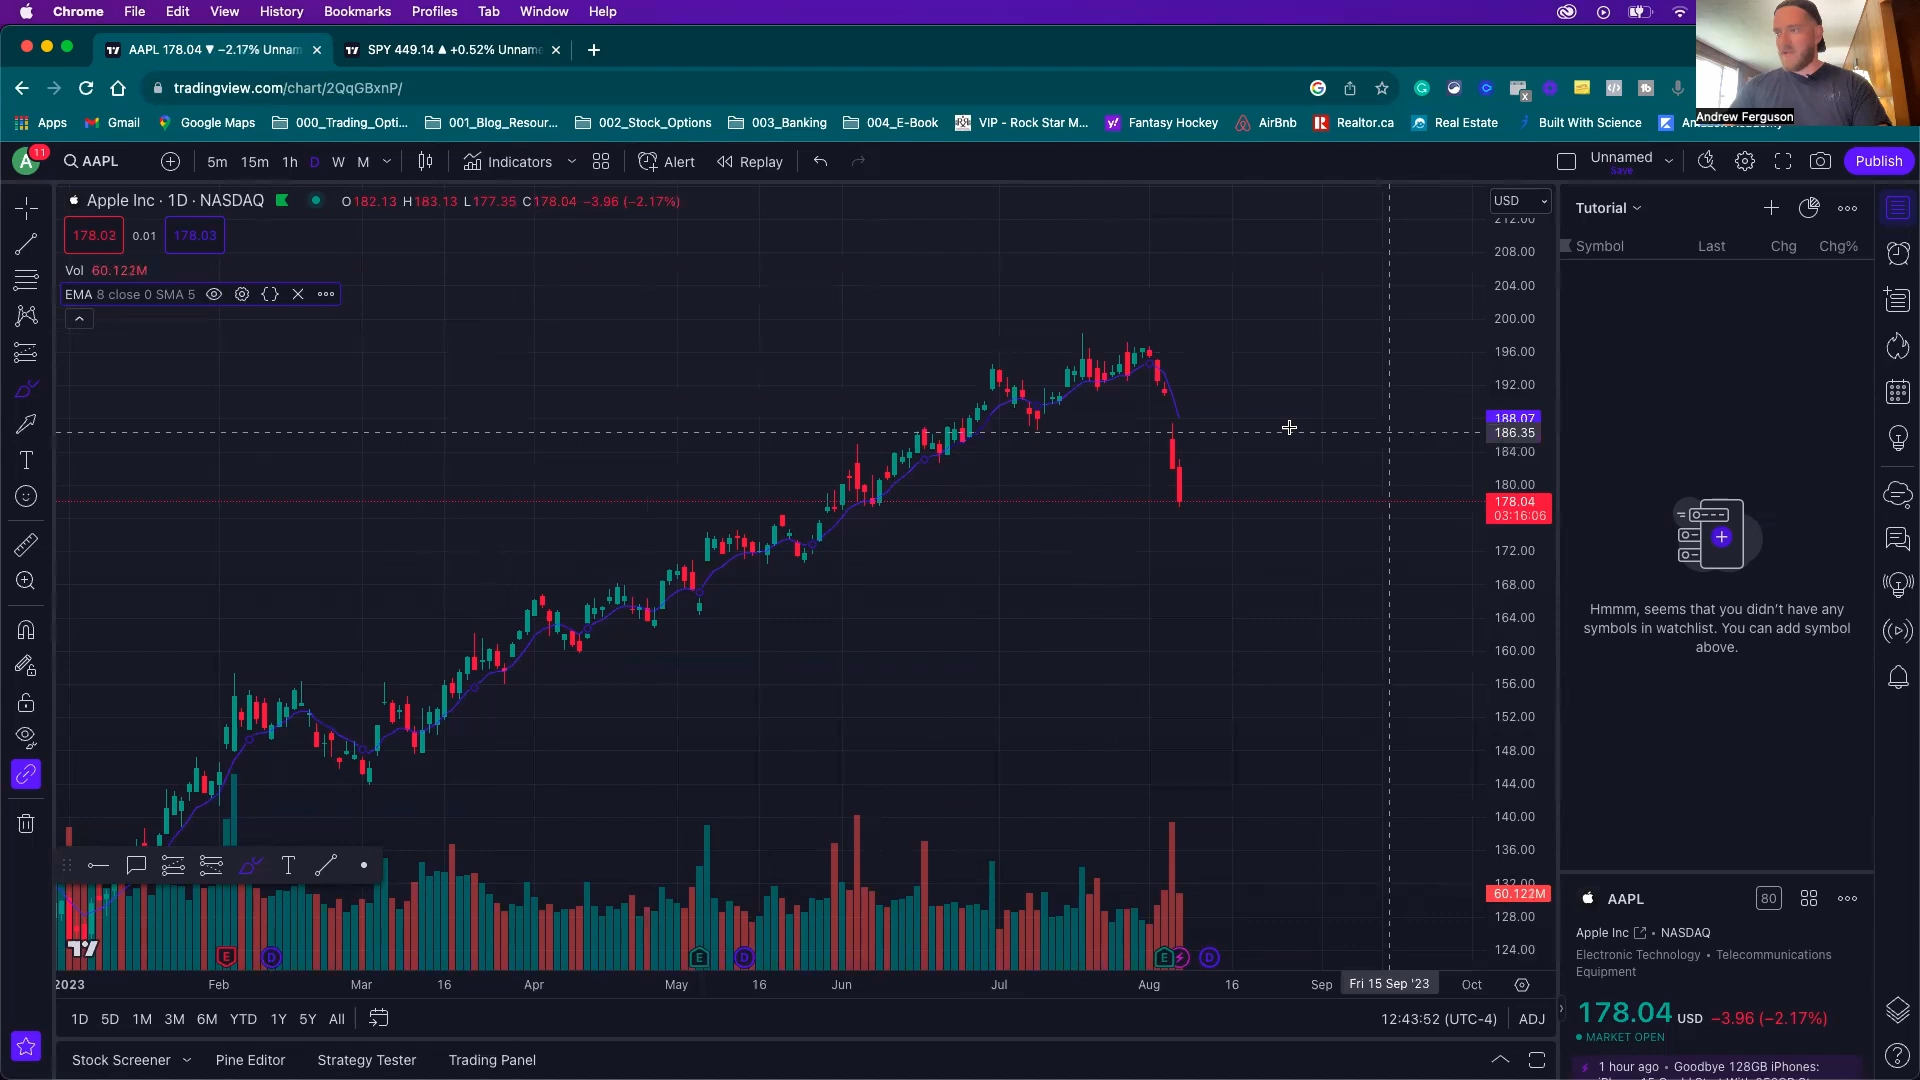 Chrome File Edit View History Bookmarks Profiles Tab Window Help
AAPL 178.04 ▼ −2.17% Unnam
SPY 449.14 ▲ +0.52% Unname
tradingview.com/chart/2QqGBxnP/
Apps Gmail Google Maps 000_Trading_Opti... 001_Blog_Resour... 002_Stock_Options 003_Banking 004_E-Book VIP - Rock Star M... Fantasy Hockey AirBnb Realtor.ca Real Estate Built With Science
Andrew Ferguson
A 11 AAPL 5m 15m 1h D W M Indicators Alert Replay Unnamed Save Publish
Apple Inc · 1D · NASDAQ O182.13 H183.13 L177.35 C178.04 −3.96 (−2.17%)
178.03 0.01 178.03
Vol 60.122M
EMA 8 close 0 SMA 5
USD
212.00
208.00
204.00
200.00
196.00
192.00
188.07
186.35
184.00
180.00
178.04
03:16:06
172.00
168.00
164.00
160.00
156.00
152.00
148.00
144.00
140.00
136.00
132.00
60.122M
128.00
124.00
E D E D E D
2023 Feb Mar 16 Apr May 16 Jun Jul Aug 16 Sep Fri 15 Sep '23 Oct
1D 5D 1M 3M 6M YTD 1Y 5Y All 12:43:52 (UTC-4) ADJ
Stock Screener Pine Editor Strategy Tester Trading Panel
Tutorial
Symbol Last Chg Chg%
Hmmm, seems that you didn't have any
symbols in watchlist. You can add symbol
above.
AAPL 80
Apple Inc • NASDAQ
Electronic Technology • Telecommunications
Equipment
178.04 USD −3.96 (−2.17%)
MARKET OPEN
1 hour ago • Goodbye 128GB iPhones: